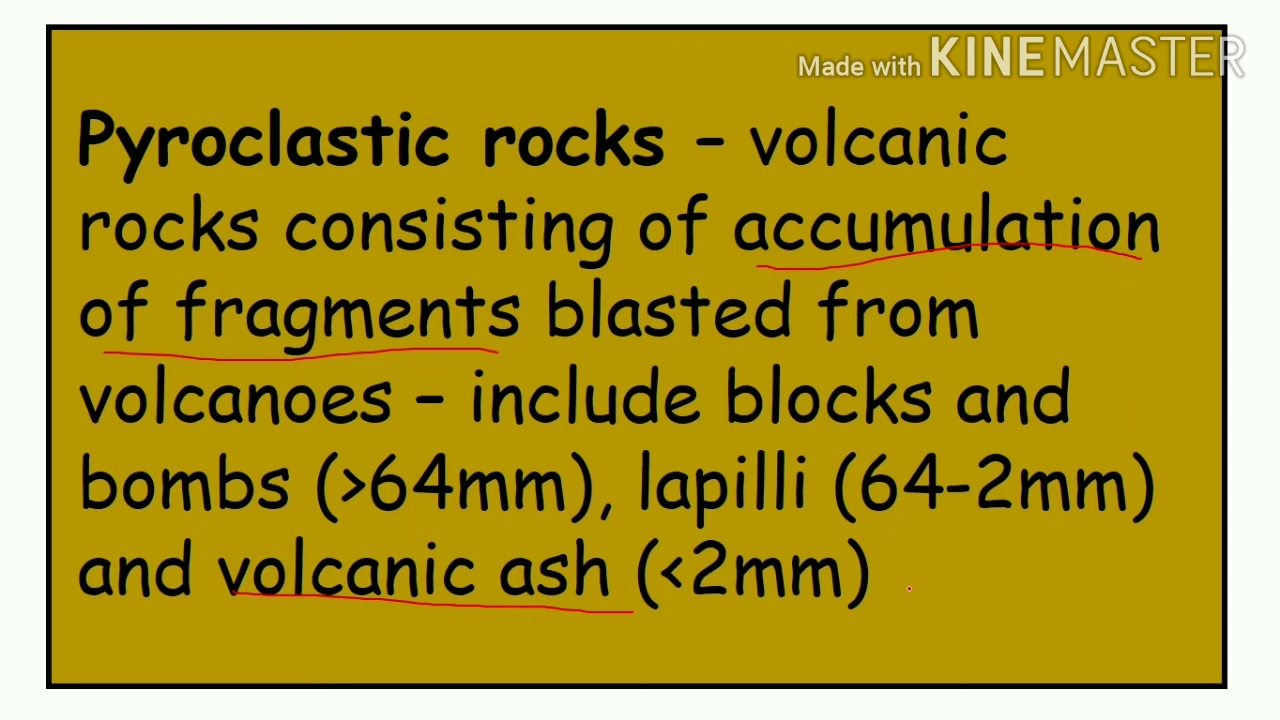 Made with KINEMASTER
Pyroclastic rocks – volcanic
rocks consisting of accumulation
of fragments blasted from
volcanoes – include blocks and
bombs (>64mm), lapilli (64-2mm)
and volcanic ash (<2mm)